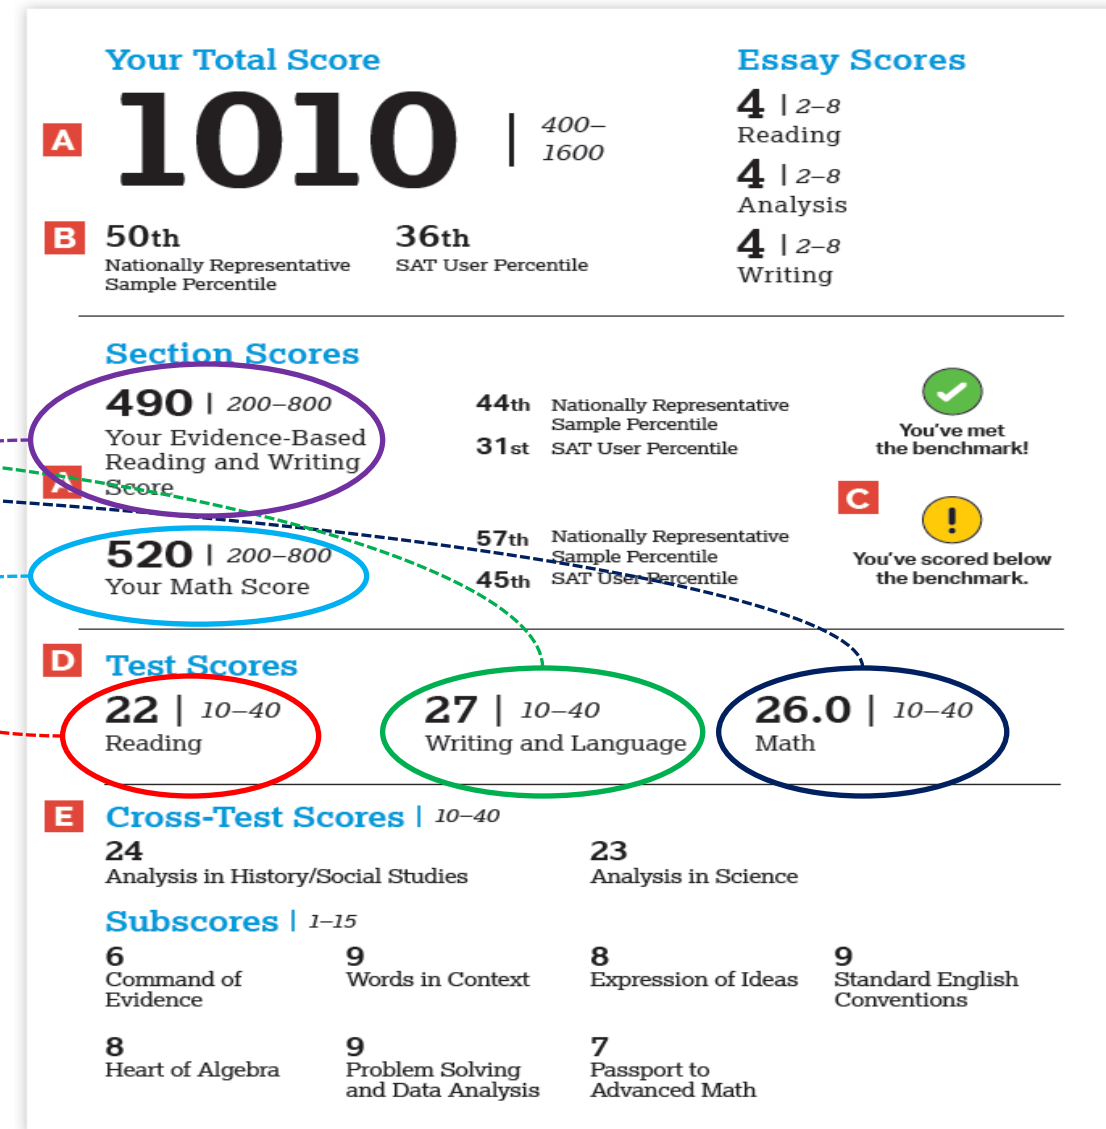 Your Total Score
A
1010 | 400–
1600
B
50th
Nationally Representative
Sample Percentile
36th
SAT User Percentile
Essay Scores
4 | 2–8
Reading
4 | 2–8
Analysis
4 | 2–8
Writing
Section Scores
490 | 200–800
Your Evidence-Based
Reading and Writing
Score
44th Nationally Representative
Sample Percentile
31st SAT User Percentile
You've met
the benchmark!
A
C
520 | 200–800
Your Math Score
57th Nationally Representative
Sample Percentile
45th SAT User Percentile
!
You've scored below
the benchmark.
D
Test Scores
22 | 10–40
Reading
27 | 10–40
Writing and Language
26.0 | 10–40
Math
E
Cross-Test Scores | 10–40
24
Analysis in History/Social Studies
23
Analysis in Science
Subscores | 1–15
6
Command of
Evidence
9
Words in Context
8
Expression of Ideas
9
Standard English
Conventions
8
Heart of Algebra
9
Problem Solving
and Data Analysis
7
Passport to
Advanced Math